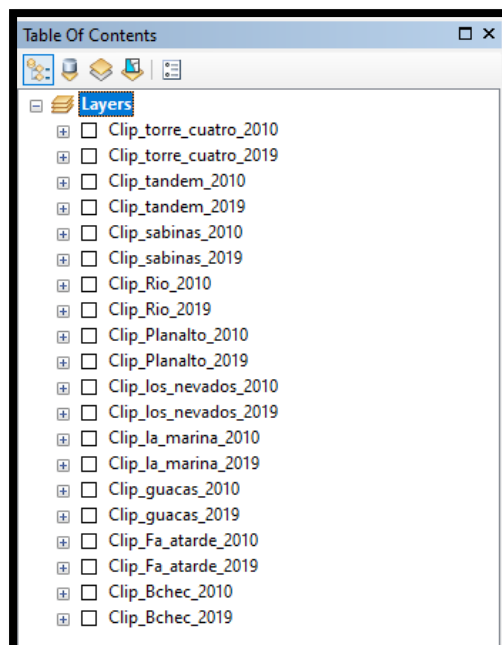 Table Of Contents
Layers
Clip_torre_cuatro_2010
Clip_torre_cuatro_2019
Clip_tandem_2010
Clip_tandem_2019
Clip_sabinas_2010
Clip_sabinas_2019
Clip_Rio_2010
Clip_Rio_2019
Clip_Planalto_2010
Clip_Planalto_2019
Clip_los_nevados_2010
Clip_los_nevados_2019
Clip_la_marina_2010
Clip_la_marina_2019
Clip_guacas_2010
Clip_guacas_2019
Clip_Fa_atarde_2010
Clip_Fa_atarde_2019
Clip_Bchec_2010
Clip_Bchec_2019